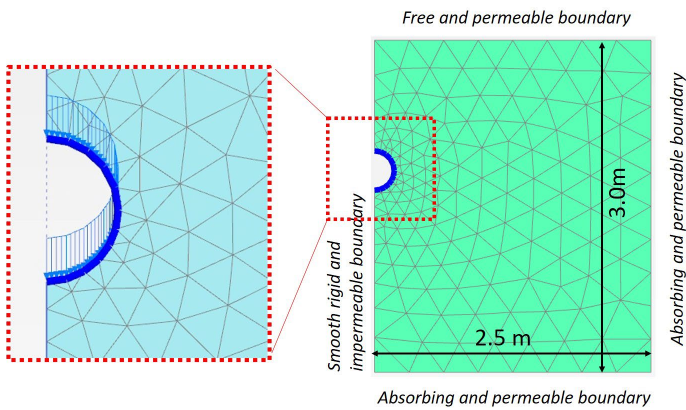 Free and permeable boundary
Smooth rigid and
impermeable boundary
3.0m
2.5 m
Absorbing and permeable boundary
Absorbing and permeable boundary